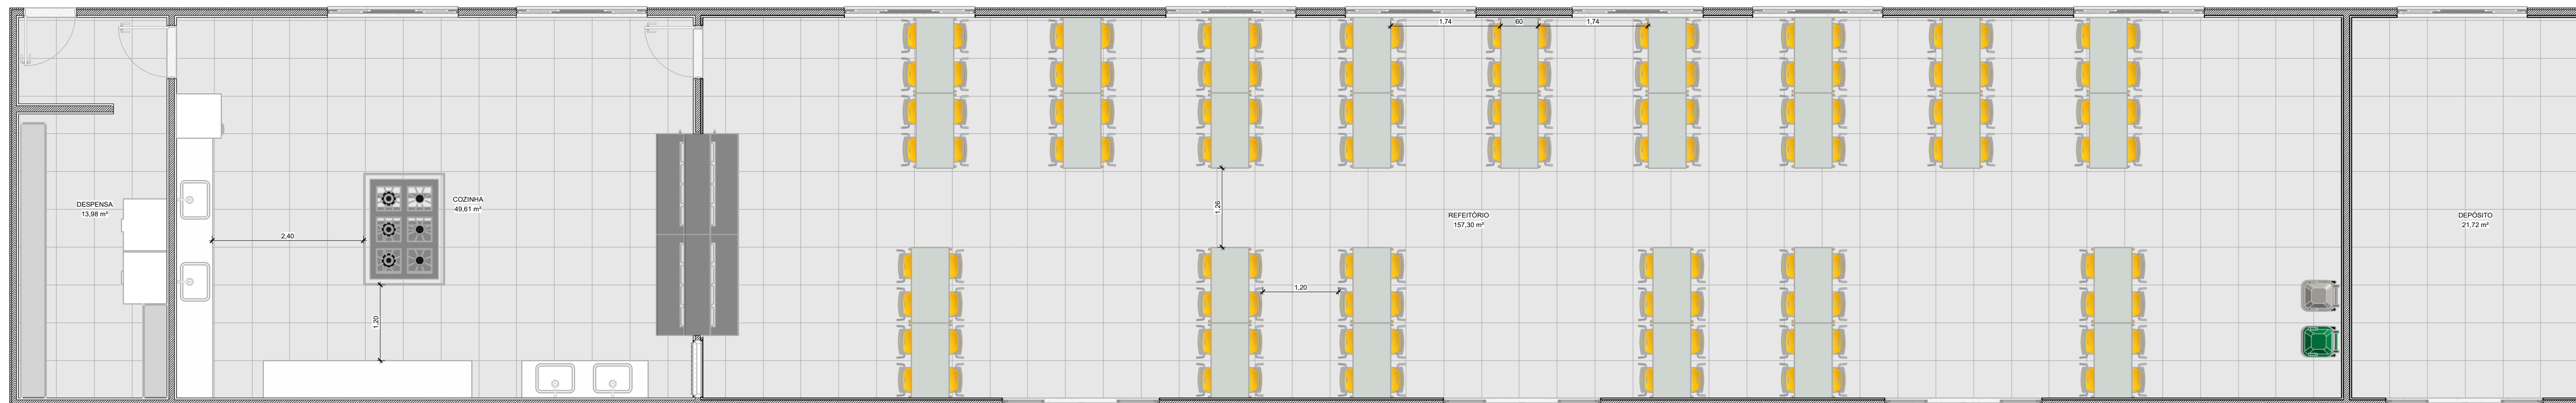 1,74
60
1,74
DESPENSA
13,98 m²
COZINHA
49,61 m²
1,26
REFEITÓRIO
157,30 m²
DEPÓSITO
21,72 m²
2,40
1,20
1,20